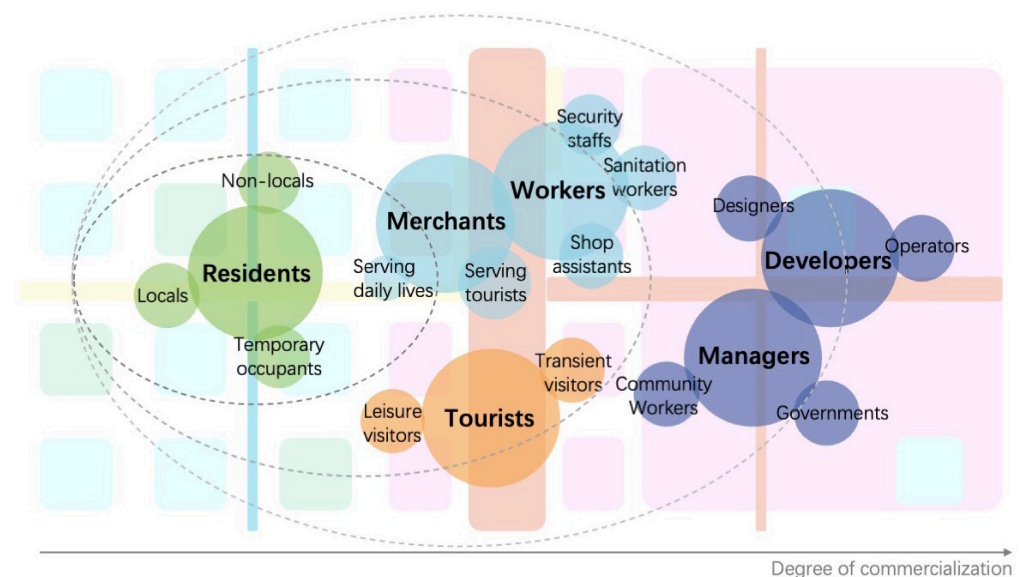 Security
staffs
Sanitation
workers
Workers
Non-locals
Merchants
Designers
Shop
assistants
Operators
Developers
Residents
Serving
daily lives
Serving
tourists
Locals
Temporary
occupants
Transient
visitors
Managers
Community
Workers
Leisure
visitors
Tourists
Governments
Degree of commercialization